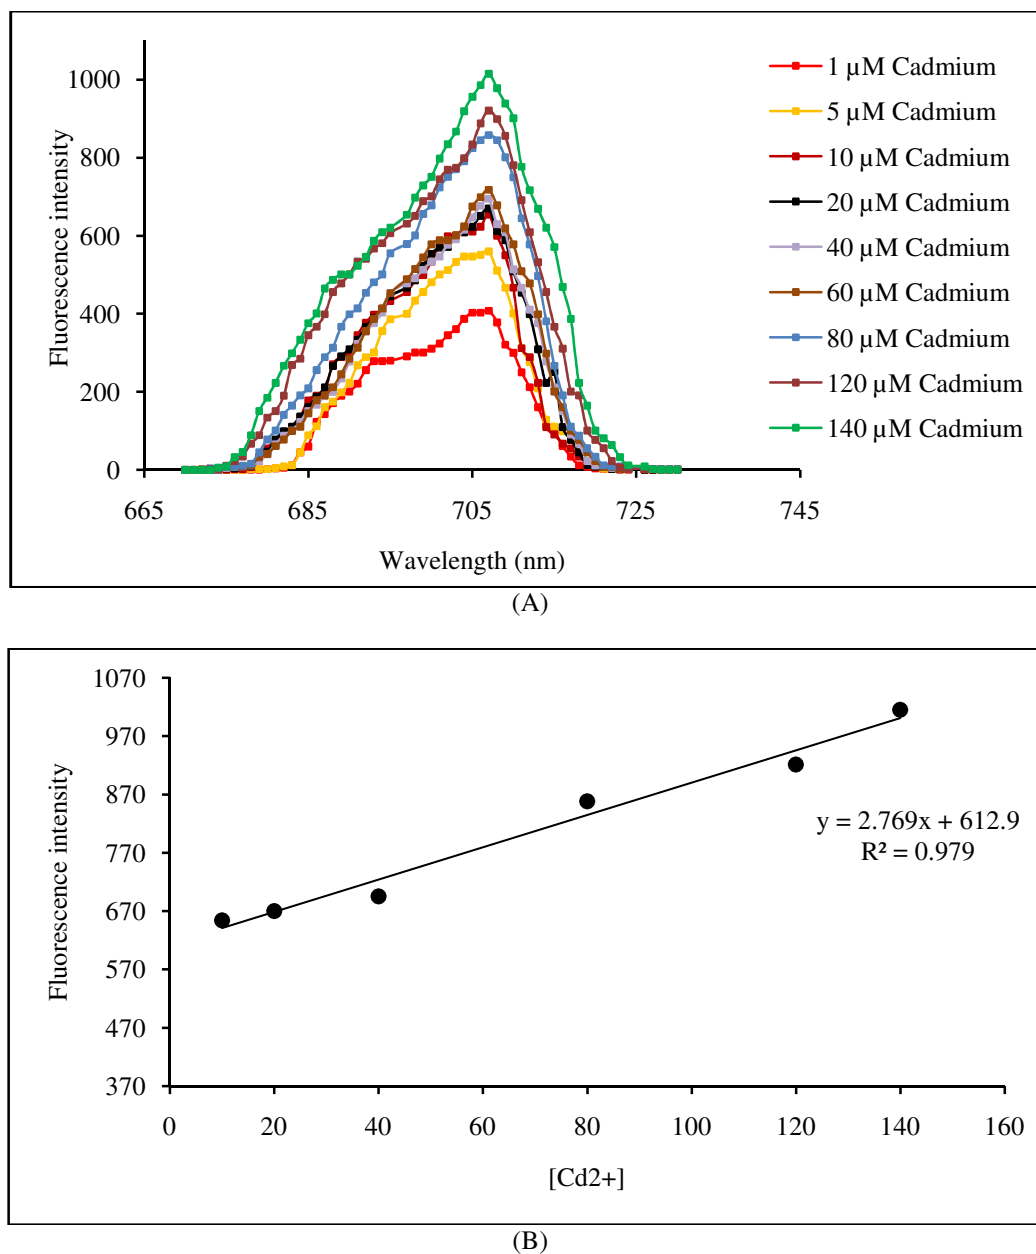 1000
800
600
400
200
0
Fluorescence intensity
665
685
705
725
745
Wavelength (nm)
1 µM Cadmium
5 µM Cadmium
10 µM Cadmium
20 µM Cadmium
40 µM Cadmium
60 µM Cadmium
80 µM Cadmium
120 µM Cadmium
140 µM Cadmium
(A)
1070
970
870
770
670
570
470
370
Fluorescence intensity
y = 2.769x + 612.9
R² = 0.979
0
20
40
60
80
100
120
140
160
[Cd2+]
(B)